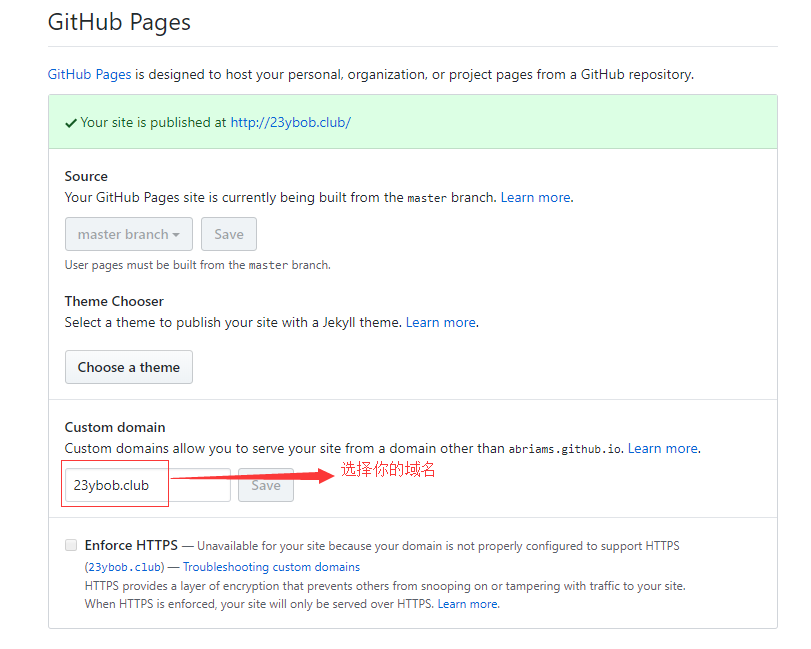 GitHub Pages
GitHub Pages is designed to host your personal, organization, or project pages from a GitHub repository.
Your site is published at http://23ybob.club/
Source
Your GitHub Pages site is currently being built from the master branch. Learn more.
master branch
Save
User pages must be built from the master branch.
Theme Chooser
Select a theme to publish your site with a Jekyll theme. Learn more.
Choose a theme
Custom domain
Custom domains allow you to serve your site from a domain other than abriams.github.io. Learn more.
23ybob.club
Save
选择你的域名
Enforce HTTPS — Unavailable for your site because your domain is not properly configured to support HTTPS
(23ybob.club) — Troubleshooting custom domains
HTTPS provides a layer of encryption that prevents others from snooping on or tampering with traffic to your site.
When HTTPS is enforced, your site will only be served over HTTPS. Learn more.